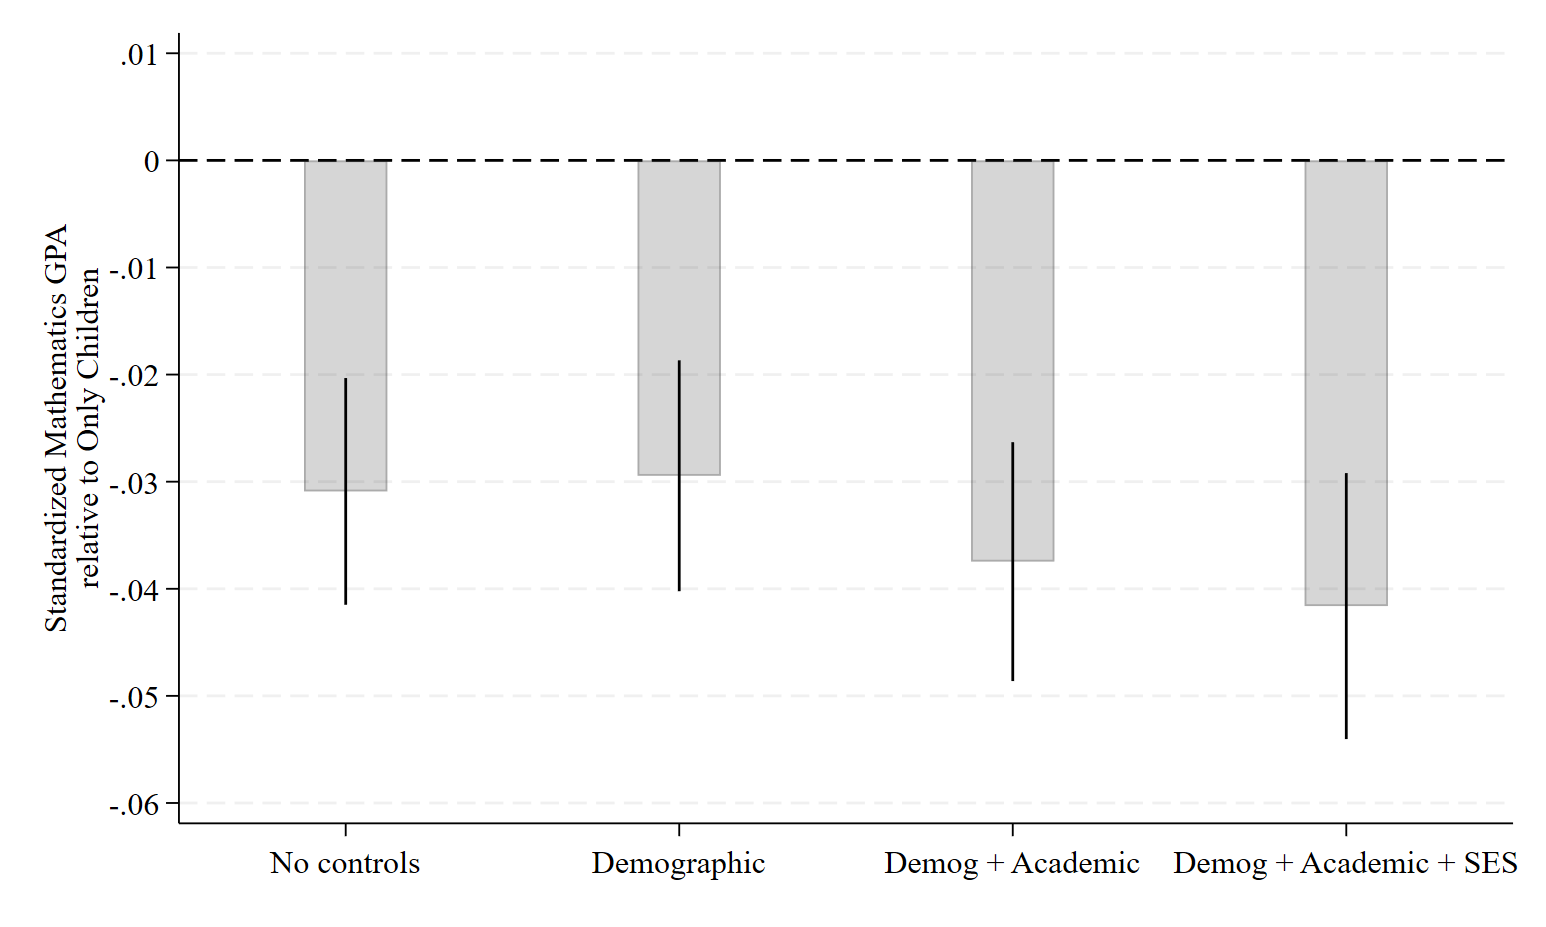 Standardized Mathematics GPA
relative to Only Children
.01
0
-.01
-.02
-.03
-.04
-.05
-.06
No controls
Demographic
Demog + Academic
Demog + Academic + SES